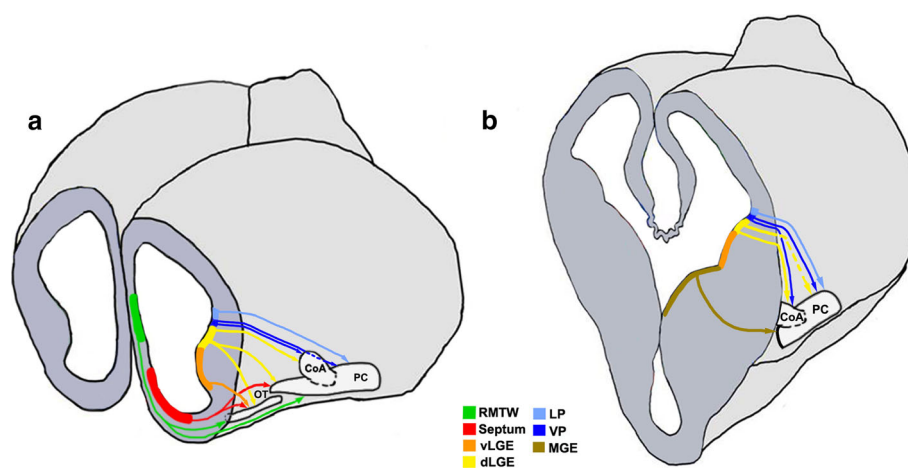 a
b
CoA
PC
OT
CoA
PC
RMTW
Septum
vLGE
dLGE
LP
VP
MGE